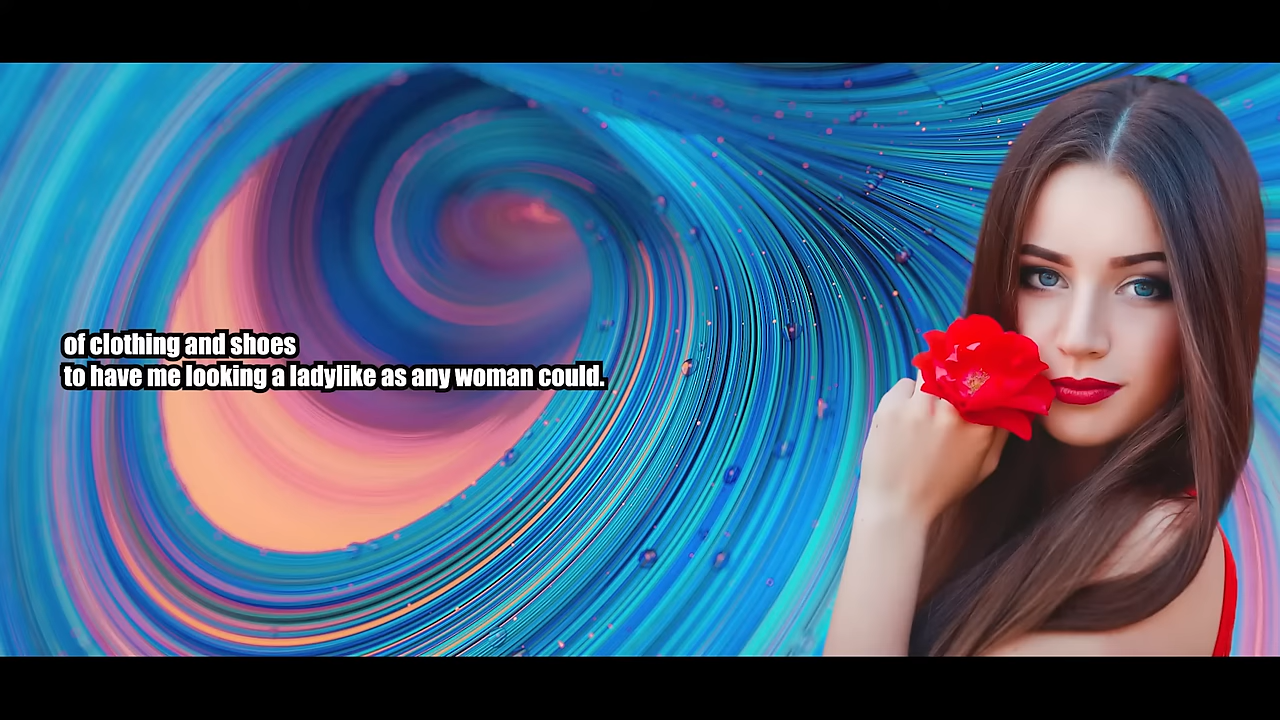 of clothing and shoes
to have me looking a ladylike as any woman could.